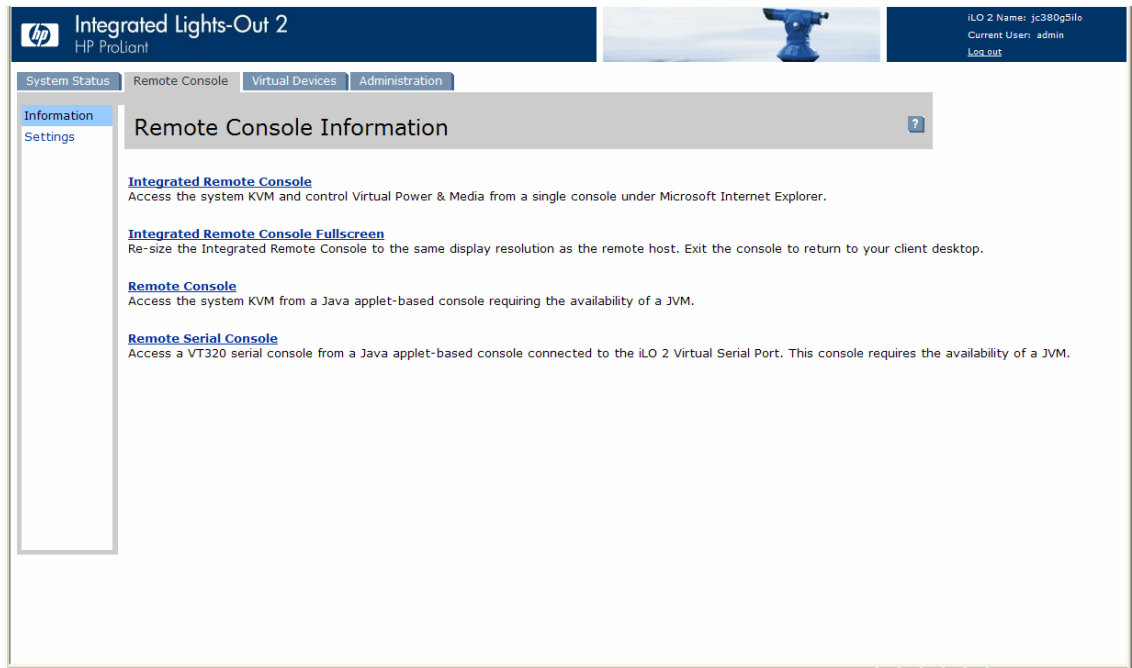 hp
Integrated Lights-Out 2
HP ProLiant
iLO 2 Name: jc380g5ilo
Current User: admin
Log out
System Status
Remote Console
Virtual Devices
Administration
Information
Settings
Remote Console Information
?
Integrated Remote Console
Access the system KVM and control Virtual Power & Media from a single console under Microsoft Internet Explorer.
Integrated Remote Console Fullscreen
Re-size the Integrated Remote Console to the same display resolution as the remote host. Exit the console to return to your client desktop.
Remote Console
Access the system KVM from a Java applet-based console requiring the availability of a JVM.
Remote Serial Console
Access a VT320 serial console from a Java applet-based console connected to the iLO 2 Virtual Serial Port. This console requires the availability of a JVM.